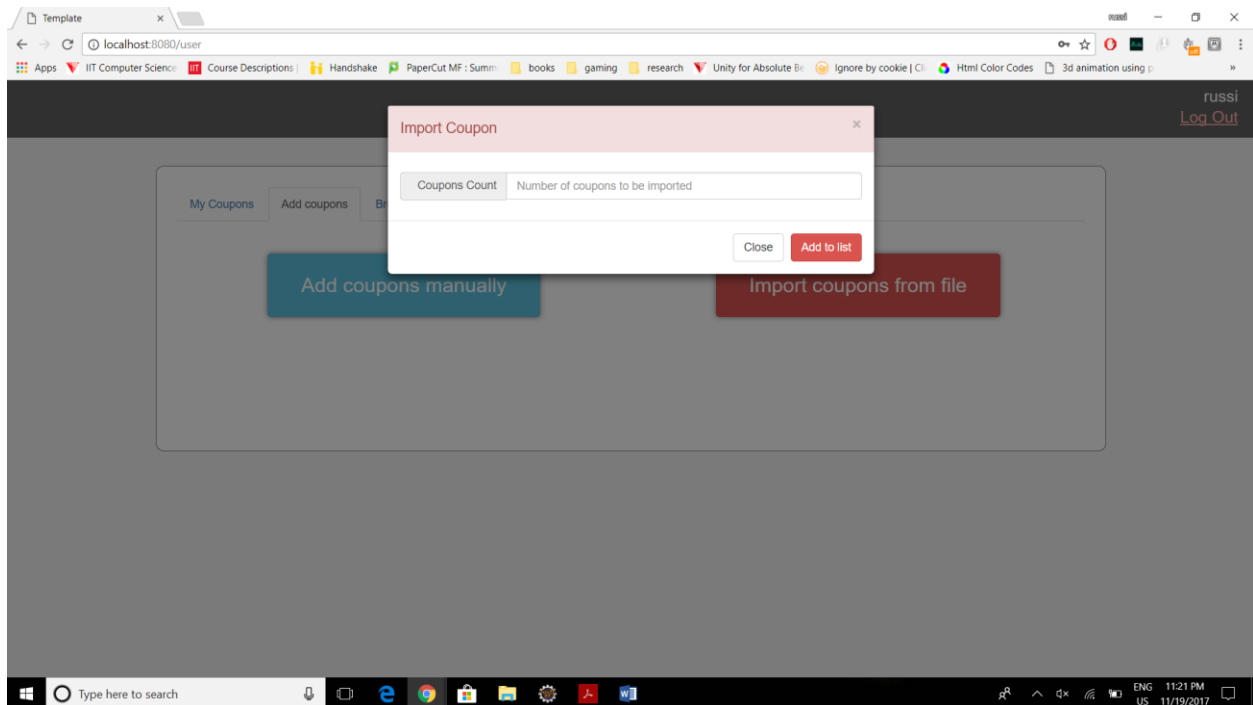 Template
russi
localhost:8080/user
Apps IIT Computer Science Course Descriptions | Handshake PaperCut MF : Summ books gaming research Unity for Absolute Be Ignore by cookie | Cli Html Color Codes 3d animation using p »
russi
Log Out
Import Coupon ×
Coupons Count Number of coupons to be imported
My Coupons Add coupons Br
Close Add to list
Add coupons manually Import coupons from file
Type here to search
ENG 11:21 PM
US 11/19/2017